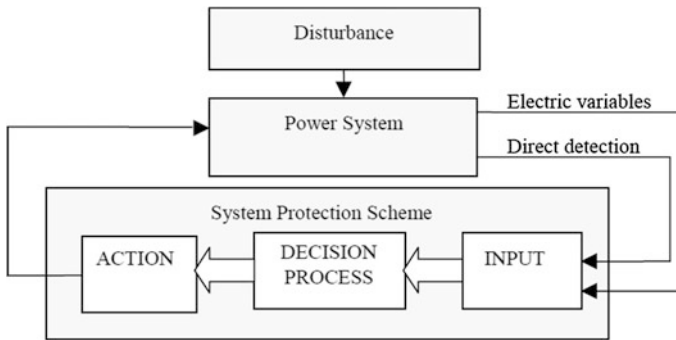 Disturbance
Electric variables
Power System
Direct detection
System Protection Scheme
ACTION
DECISION
PROCESS
INPUT